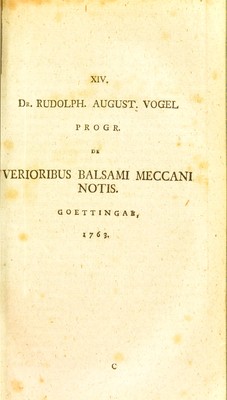 XIV.
DR. RUDOLPH. AUGUST. VOGEL
PROGR.
DE
VERIORIBUS BALSAMI MECCANI
NOTIS.
GOETTINGAE,
1763.
C